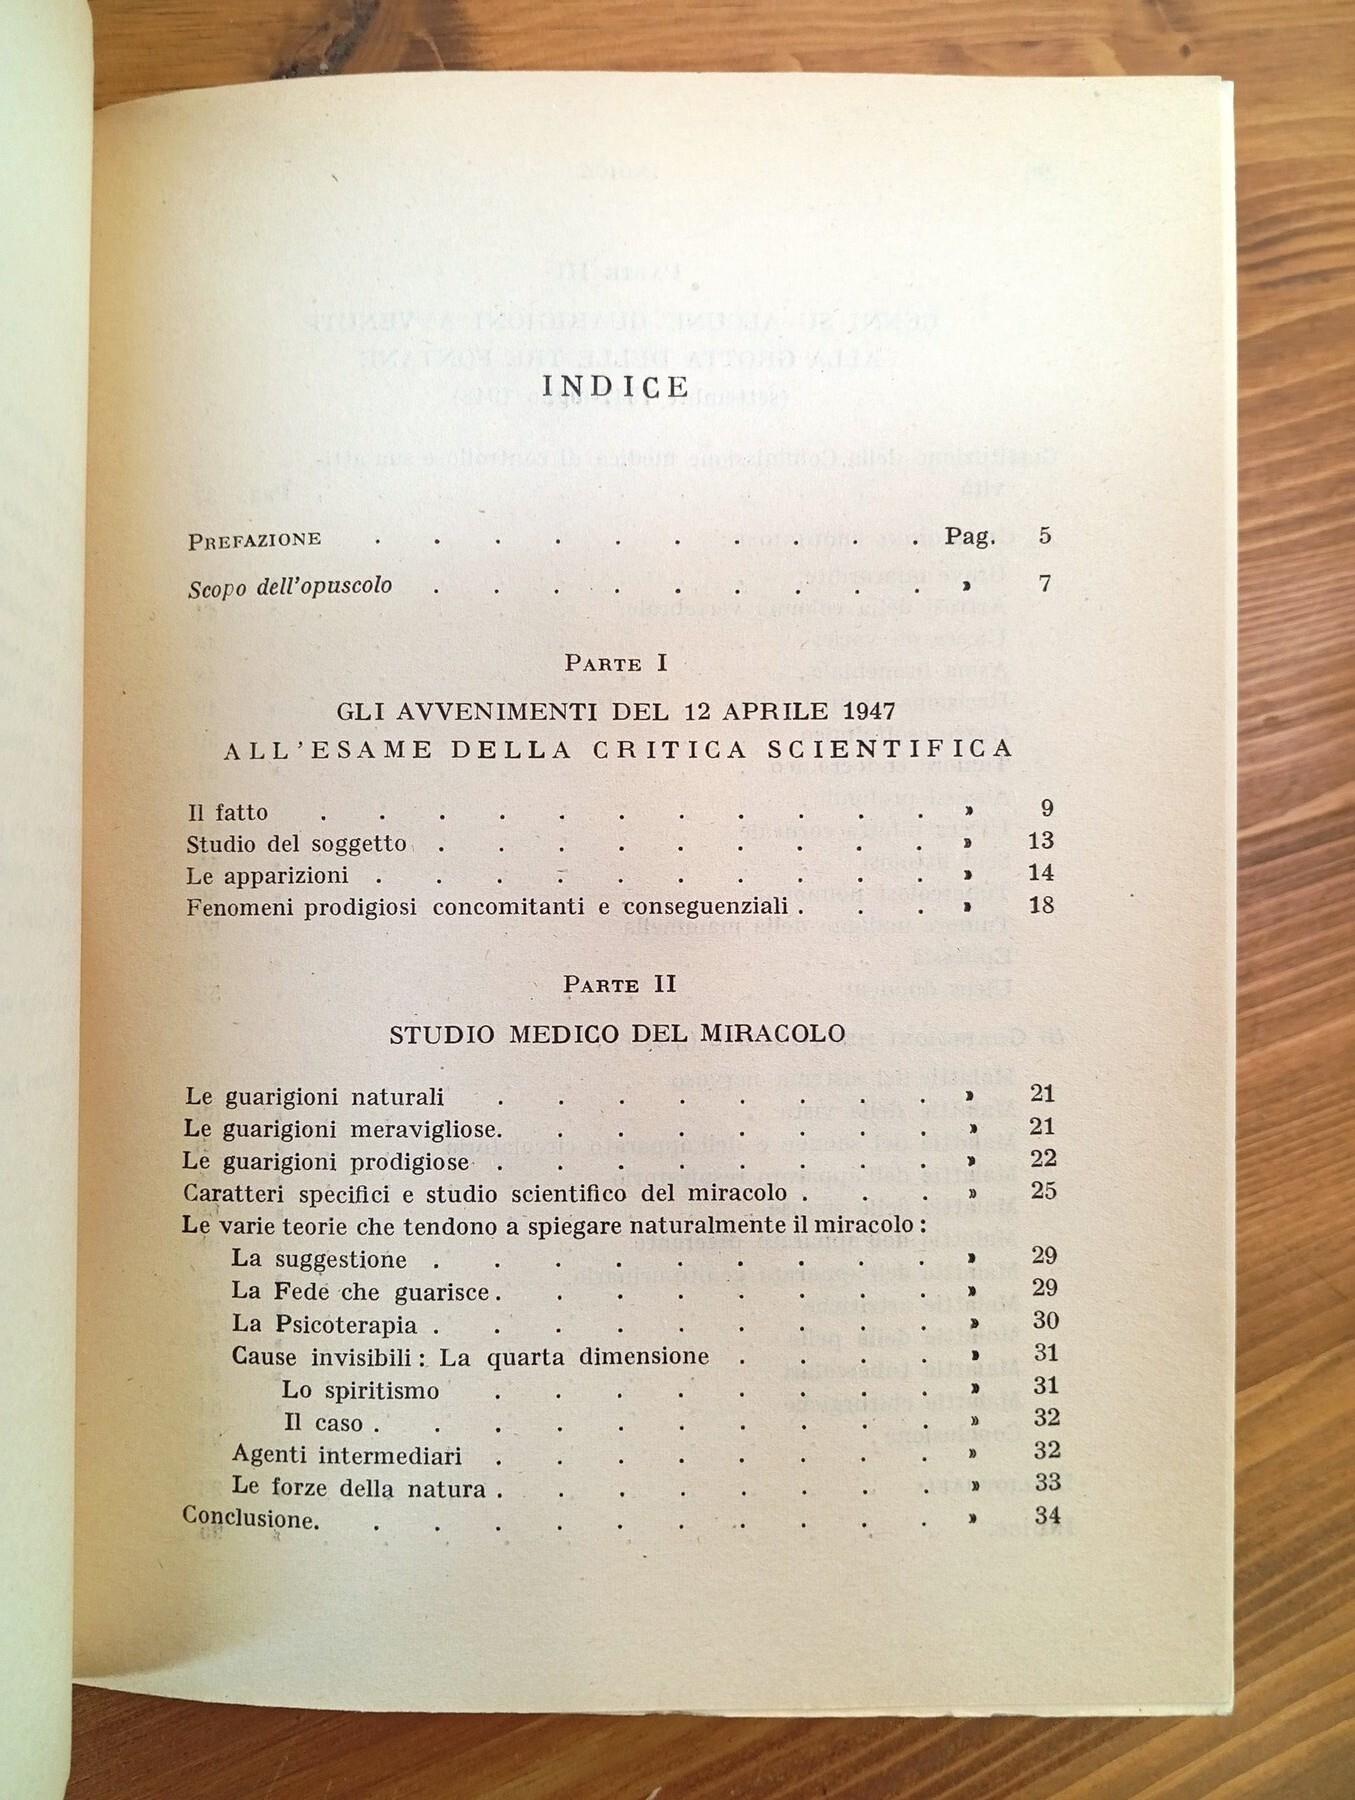 INDICE
PREFAZIONE . . . . . . . . . . Pag. 5
Scopo dell'opuscolo . . . . . . . . . » 7
PARTE I
GLI AVVENIMENTI DEL 12 APRILE 1947
ALL'ESAME DELLA CRITICA SCIENTIFICA
Il fatto . . . . . . . . . . . » 9
Studio del soggetto . . . . . . . . . » 13
Le apparizioni . . . . . . . . . . » 14
Fenomeni prodigiosi concomitanti e conseguenziali . . . » 18
PARTE II
STUDIO MEDICO DEL MIRACOLO
Le guarigioni naturali . . . . . . . . » 21
Le guarigioni meravigliose. . . . . . . . » 21
Le guarigioni prodigiose . . . . . . . . » 22
Caratteri specifici e studio scientifico del miracolo . . . » 25
Le varie teorie che tendono a spiegare naturalmente il miracolo :
La suggestione . . . . . . . . . » 29
La Fede che guarisce . . . . . . . . » 29
La Psicoterapia . . . . . . . . . » 30
Cause invisibili : La quarta dimensione . . . . » 31
Lo spiritismo . . . . . . . . » 31
Il caso . . . . . . . . . . » 32
Agenti intermediari . . . . . . . . » 32
Le forze della natura . . . . . . . . » 33
Conclusione. . . . . . . . . . . » 34